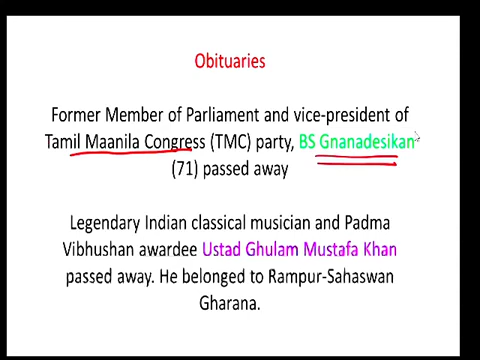 Obituaries
Former Member of Parliament and vice-president of
Tamil Maanila Congress (TMC) party, BS Gnanadesikan
(71) passed away
Legendary Indian classical musician and Padma
Vibhushan awardee Ustad Ghulam Mustafa Khan
passed away. He belonged to Rampur-Sahaswan
Gharana.